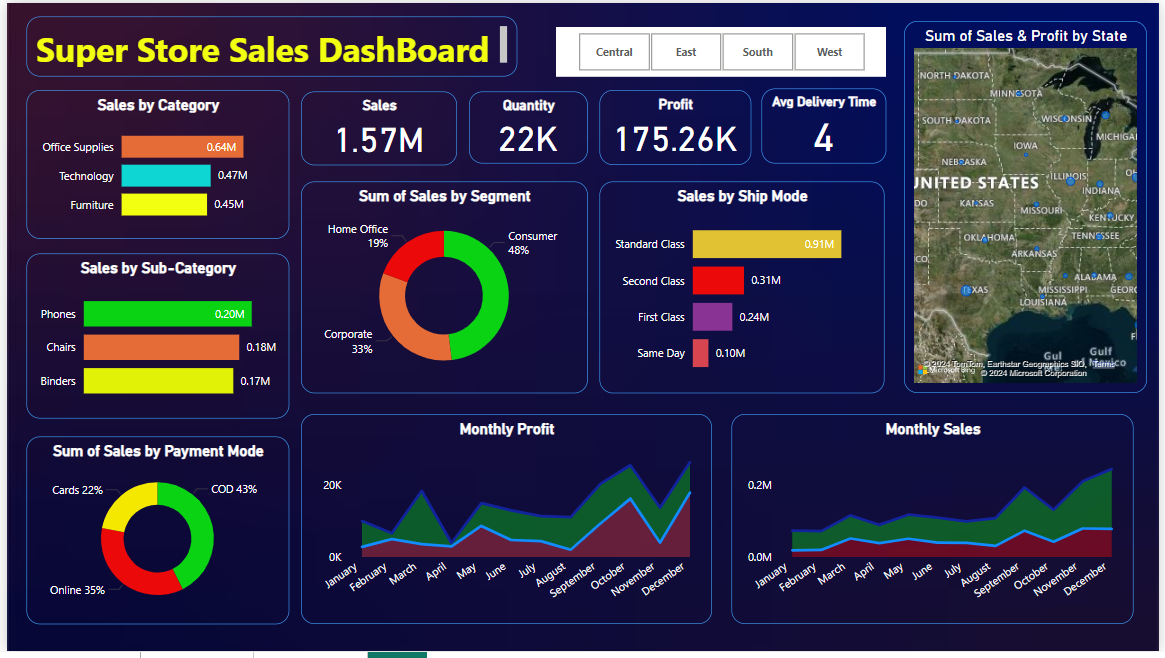 Super Store Sales DashBoard
Central
East
South
West
Sum of Sales & Profit by State
Sales by Category
Office Supplies
0.64M
Technology
0.47M
Furniture
0.45M
Sales
1.57M
Quantity
22K
Profit
175.26K
Avg Delivery Time
4
NORTH DAKOTA
MINNESOTA
SOUTH DAKOTA
WISCONSIN
MICHIGA
IOWA
NEBRASKA
UNITED STATES
ILLINOIS
OH
INDIANA
DO
KANSAS
MISSOURI
KENTUCKY
OKLAHOMA
TENNESSEE
CO
ARKANSAS
TEXAS
ALABAMA
MISSISSIPPI
GEORG
LOUISIANA
F
Gulf
Gulf
© 2024 TomTom, Earthstar Geographics SIO, Terms
Microsoft Bing
© 2024 Microsoft Corporation
Sum of Sales by Segment
Home Office
19%
Consumer
48%
Corporate
33%
Sales by Ship Mode
Standard Class
0.91M
Second Class
0.31M
First Class
0.24M
Same Day
0.10M
Sales by Sub-Category
Phones
0.20M
Chairs
0.18M
Binders
0.17M
Sum of Sales by Payment Mode
Cards 22%
COD 43%
Online 35%
Monthly Profit
20K
0K
January
February
March
April
May
June
July
August
September
October
November
December
Monthly Sales
0.2M
0.0M
January
February
March
April
May
June
July
August
September
October
November
December